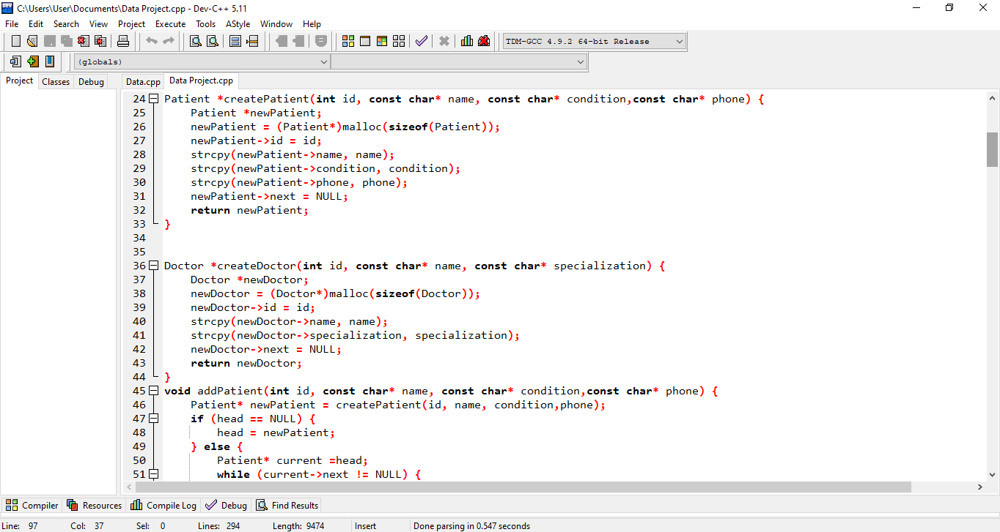 C:\Users\User\Documents\Data Project.cpp - Dev-C++ 5.11
File Edit Search View Project Execute Tools AStyle Window Help
TDM-GCC 4.9.2 64-bit Release
(globals)
Project Classes Debug Data.cpp Data Project.cpp
24 Patient *createPatient(int id, const char* name, const char* condition,const char* phone) {
25 Patient *newPatient;
26 newPatient = (Patient*)malloc(sizeof(Patient));
27 newPatient->id = id;
28 strcpy(newPatient->name, name);
29 strcpy(newPatient->condition, condition);
30 strcpy(newPatient->phone, phone);
31 newPatient->next = NULL;
32 return newPatient;
33 }
34
35
36 Doctor *createDoctor(int id, const char* name, const char* specialization) {
37 Doctor *newDoctor;
38 newDoctor = (Doctor*)malloc(sizeof(Doctor));
39 newDoctor->id = id;
40 strcpy(newDoctor->name, name);
41 strcpy(newDoctor->specialization, specialization);
42 newDoctor->next = NULL;
43 return newDoctor;
44 }
45 void addPatient(int id, const char* name, const char* condition,const char* phone) {
46 Patient* newPatient = createPatient(id, name, condition,phone);
47 if (head == NULL) {
48 head = newPatient;
49 } else {
50 Patient* current =head;
51 while (current->next != NULL) {
Compiler Resources Compile Log Debug Find Results
Line: 97 Col: 37 Sel: 0 Lines: 294 Length: 9474 Insert Done parsing in 0.547 seconds